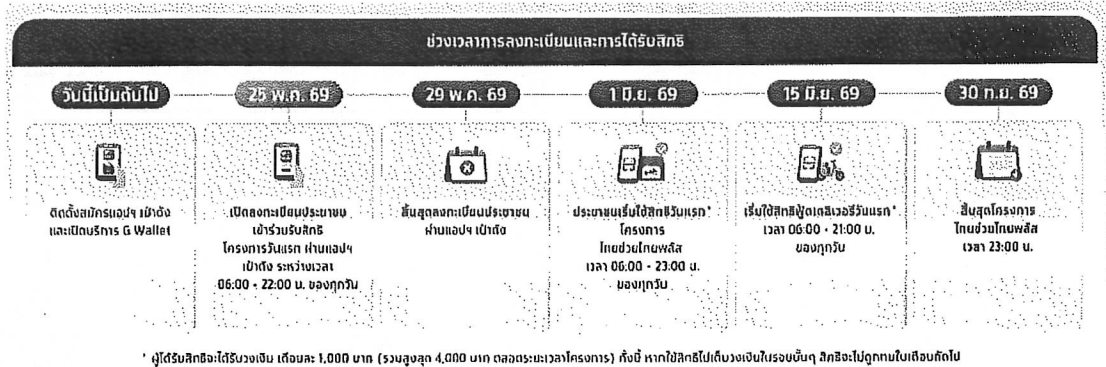 ช่วงเวลาการลงทะเบียนและการได้รับสิทธิ
วันนี้เป็นต้นไป
25 พ.ค. 69
29 พ.ค. 69
1 มิ.ย. 69
15 มิ.ย. 69
30 ก.ย. 69
ติดตั้งสมัครแอปฯ เป๋าตัง
และเปิดบริการ G Wallet
เปิดลงทะเบียนประชาชน
เข้าร่วมรับสิทธิ
โครงการวันแรก ผ่านแอปฯ
เป๋าตัง ระหว่างเวลา
06:00 - 22:00 น. ของทุกวัน
สิ้นสุดลงทะเบียนประชาชน
ผ่านแอปฯ เป๋าตัง
ประชาชนเริ่มใช้สิทธิวันแรก*
โครงการ
ไทยช่วยไทยพลัส
เวลา 06:00 - 23:00 น.
ของทุกวัน
เริ่มใช้สิทธิฟู้ดเดลิเวอรี่วันแรก*
เวลา 06:00 - 21:00 น.
ของทุกวัน
สิ้นสุดโครงการ
ไทยช่วยไทยพลัส
เวลา 23:00 น.
* ผู้ได้รับสิทธิจะได้รับวงเงิน เดือนละ 1,000 บาท (รวมสูงสุด 4,000 บาท ตลอดระยะเวลาโครงการ) ทั้งนี้ หากใช้สิทธิไม่เต็มวงเงินในรอบนั้นๆ สิทธิจะไม่ถูกทบในเดือนถัดไป